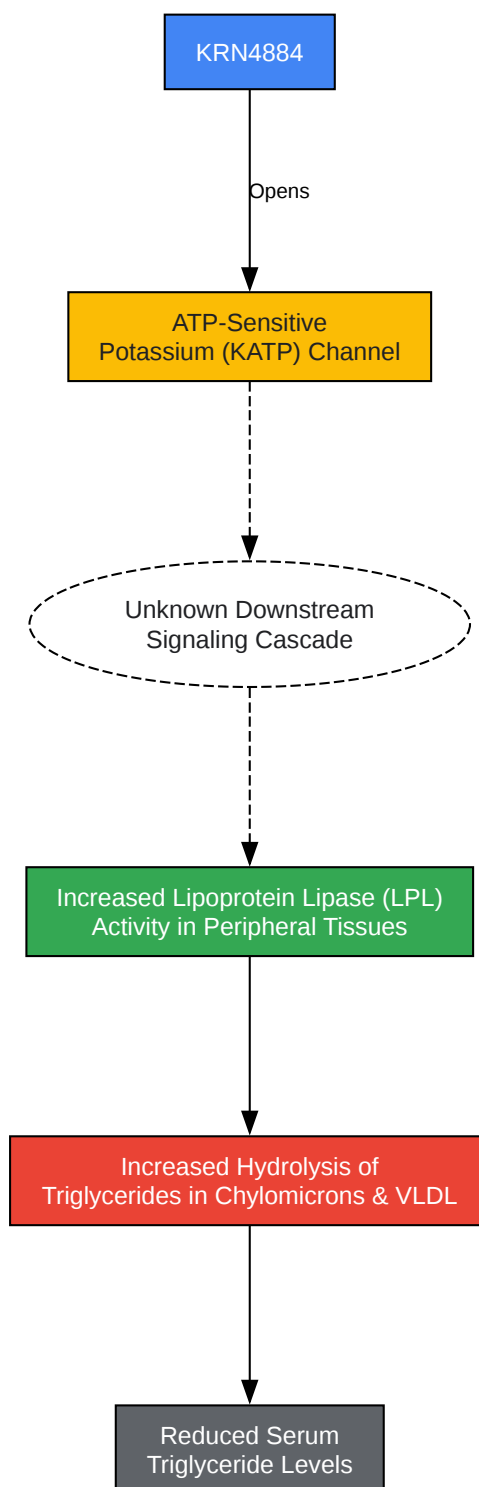 KRN4884
Opens
ATP-Sensitive
Potassium (KATP) Channel
Unknown Downstream
Signaling Cascade
Increased Lipoprotein Lipase (LPL)
Activity in Peripheral Tissues
Increased Hydrolysis of
Triglycerides in Chylomicrons & VLDL
Reduced Serum
Triglyceride Levels